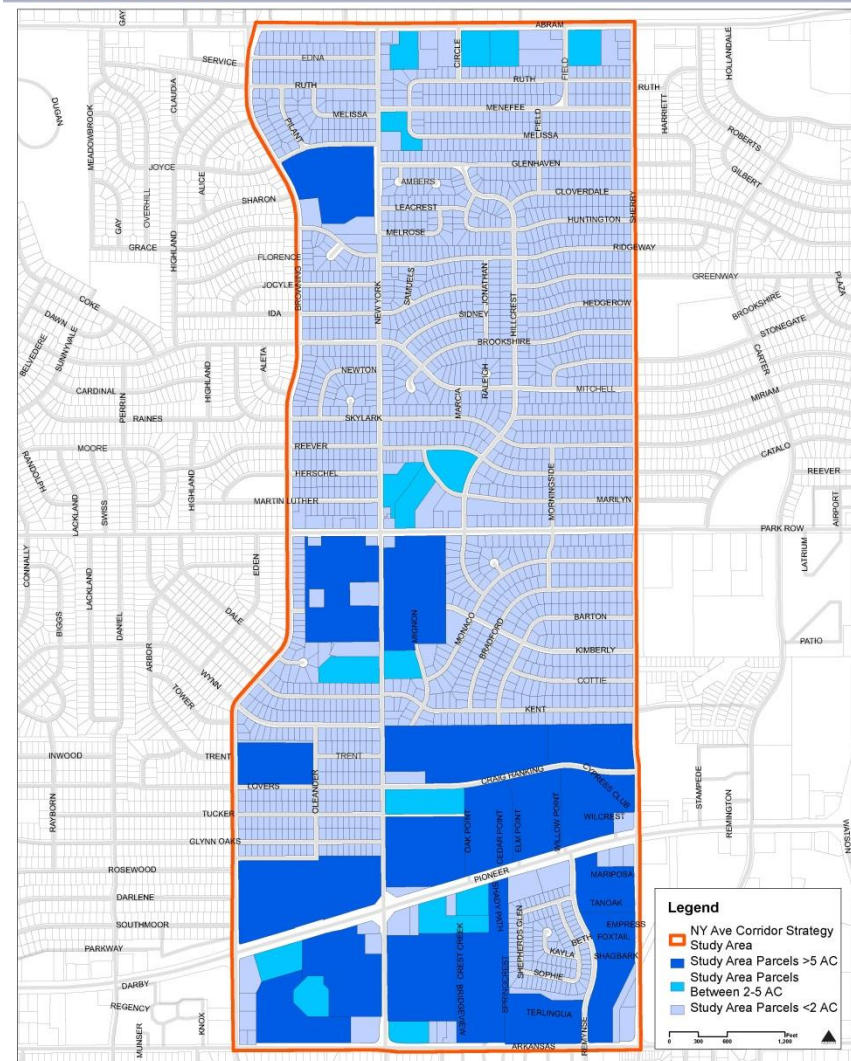 GAY
ABRAM
SERVICE
EDNA
CIRCLE
FIELD
HOLLANDALE
RUTH
RUTH
RUTH
DUGAN
MEADOWBROOK
CLAUDIA
PILANT
MELISSA
MENEFEE
FIELD
MELISSA
HARRIETT
ROBERTS
GLENHAVEN
GILBERT
JOYCE
ALICE
AMBERS
CLOVERDALE
SHERRY
OVERHILL
SHARON
LEACREST
HUNTINGTON
GAY
MELROSE
GRACE
HIGHLAND
RIDGEWAY
FLORENCE
GREENWAY
PLAZA
JOCYLE
BROWNING
NEW YORK
SAMUELS
JONATHAN
HILLCREST
HEDGEROW
BROOKSHIRE
COKE
IDA
SIDNEY
STONEGATE
DAWN
BELVEDERE
SUNNYVALE
BROOKSHIRE
CARTER
ALETA
NEWTON
HIGHLAND
CARDINAL
PERRIN
MARCIA
RALEIGH
MITCHELL
MIRIAM
RAINES
SKYLARK
MOORE
REEVER
CATALO
RANDOLPH
HERSCHEL
REEVER
LACKLAND
SWISS
HIGHLAND
MARTIN LUTHER
MORNINGSIDE
MARILYN
AIRPORT
PARK ROW
CONNALLY
EDEN
LATRIUM
LACKLAND
BIGGS
DANIEL
DALE
MIGNON
MONACO
BRADFORD
BARTON
PATIO
ARBOR
KIMBERLY
WYNN
COTTIE
TOWER
KENT
INWOOD
TRENT
TRENT
CRAIG HANKING
CYPRESS CLUB
STAMPEDE
LOVERS
OLEANDER
REMINGTON
RAYBORN
TUCKER
WILCREST
WATSON
GLYNN OAKS
OAK POINT
CEDAR POINT
ELM POINT
WILLOW POINT
ROSEWOOD
PIONEER
MARIPOSA
DARLENE
SHADY PATH
TANOAK
SOUTHMOOR
SHEPHERDS GLEN
EMPRESS
PARKWAY
CREST CREEK
BETH
FOXTAIL
KAYLA
SHAGBARK
DARBY
SOPHIE
REGENCY
BRIDGEVIEW
SPRINGCREST
TERLINGUA
MUNSER
KNOX
REMYNSE
ARKANSAS
Legend
NY Ave Corridor Strategy
Study Area
Study Area Parcels >5 AC
Study Area Parcels
Between 2-5 AC
Study Area Parcels <2 AC
Feet
0 300 600 1,200